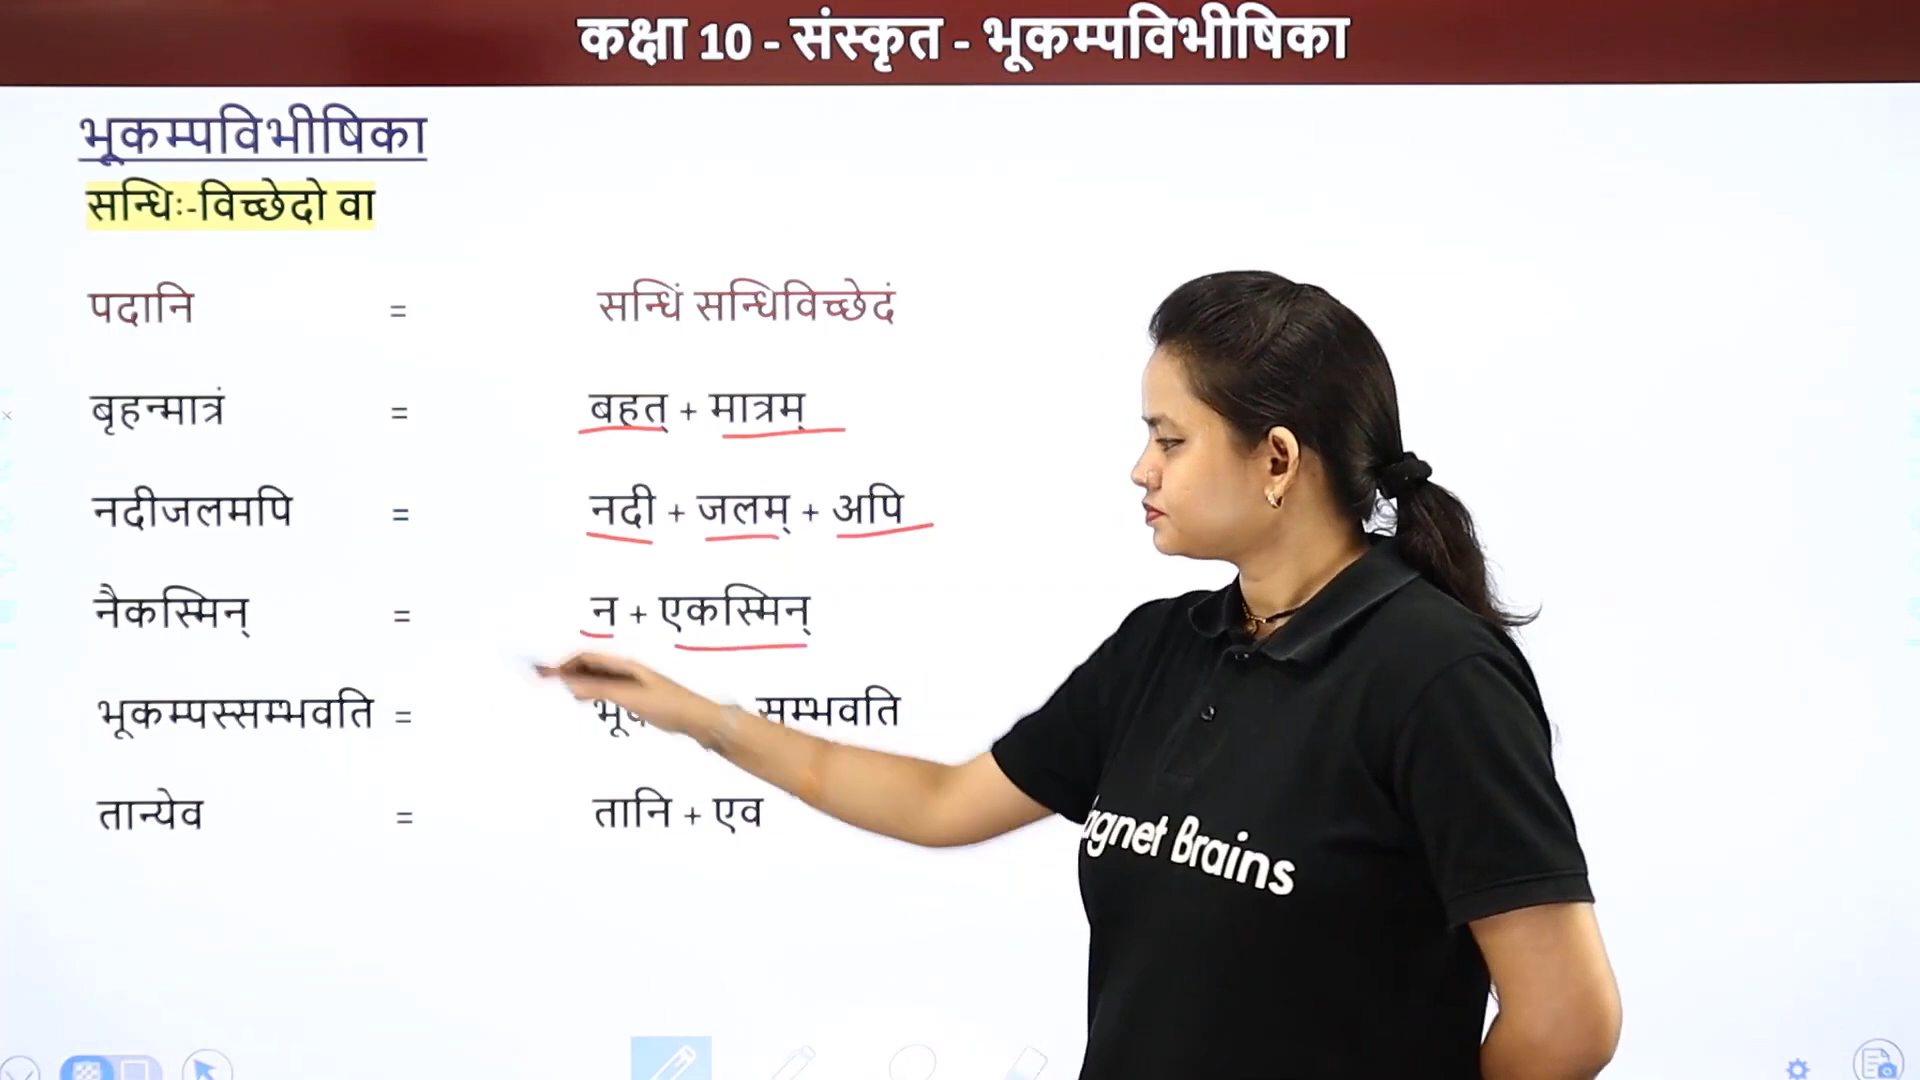 कक्षा 10 - संस्कृत - भूकम्पविभीषिका
भूकम्पविभीषिका
सन्धिः-विच्छेदो वा
पदानि = सन्धिं सन्धिविच्छेदं
बृहन्मात्रं = बहत् + मात्रम्
नदीजलमपि = नदी + जलम् + अपि
नैकस्मिन् = न + एकस्मिन्
भूकम्पस्सम्भवति = सम्भवति
तान्येव = तानि + एव
agnet Brains